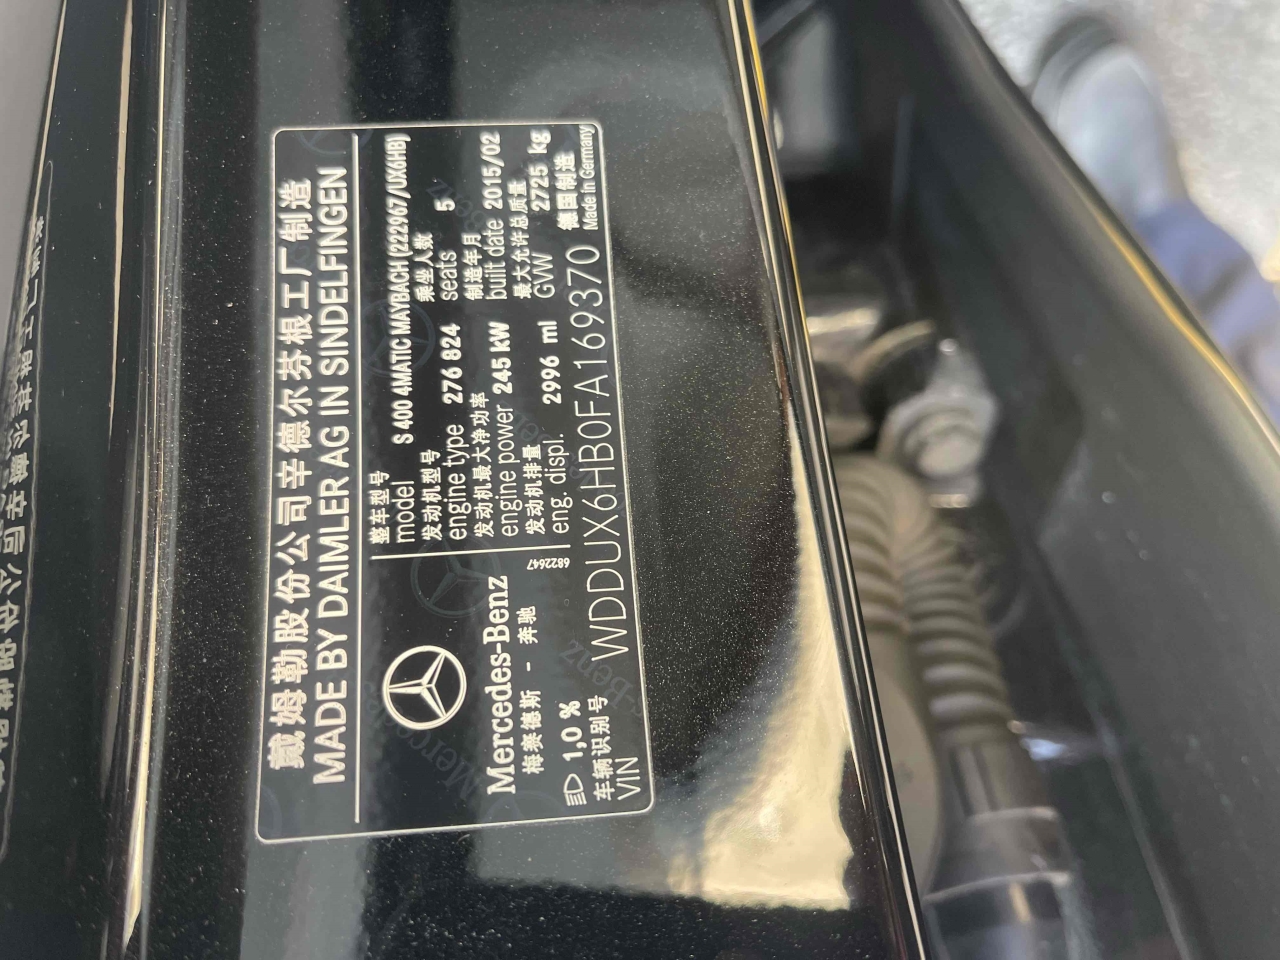 戴姆勒股份公司辛德尔芬根工厂制造
MADE BY DAIMLER AG IN SINDELFINGEN
整车型号
model S 400 4MATIC MAYBACH (222967/UX6HBJ)
发动机型号 乘坐人数
engine type 276 824 seats 5
发动机最大净功率 制造年月
engine power 245 kW built date 2015/02
发动机排量 最大允许总质量
eng. displ. 2996 ml GVW 2725 kg
Mercedes-Benz
梅赛德斯 - 奔驰
6822647
1,0 % 德国制造
车辆识别号 Made in Germany
VIN WDDUX6HB0FA169370